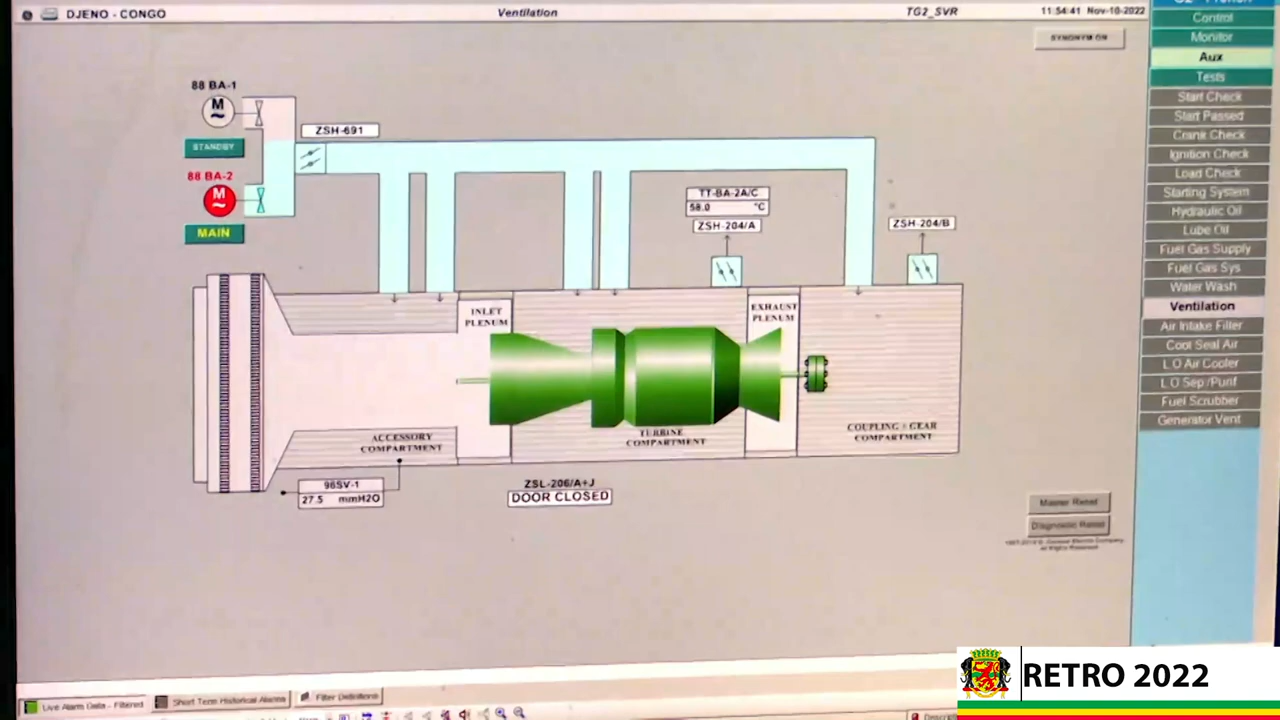 DJENO - CONGO
Ventilation
TG2_SVR
11:54:41 Nov-10-2022
SYNONYM ON
Control
Monitor
Aux
Tests
Start Check
Start Passed
Crank Check
Ignition Check
Load Check
Starting System
Hydraulic Oil
Lube Oil
Fuel Gas Supply
Fuel Gas Sys
Water Wash
Ventilation
Air Intake Filter
Cool Seal Air
L.O Air Cooler
L.O Sep./Purif
Fuel Scrubber
Generator Vent
88 BA-1
M
STANDBY
88 BA-2
M
MAIN
ZSH-691
TT-BA-2A/C
58.0 °C
ZSH-204/A
ZSH-204/B
INLET
PLENUM
EXHAUST
PLENUM
ACCESSORY
COMPARTMENT
TURBINE
COMPARTMENT
COUPLING & GEAR
COMPARTMENT
96SV-1
27.5 mmH2O
ZSL-206/A+J
DOOR CLOSED
Master Reset
Diagnostic Reset
All Rights Reserved
Live Alarm Data - Filtered
Short Term Historical Alarms
Filter Definitions
RETRO 2022